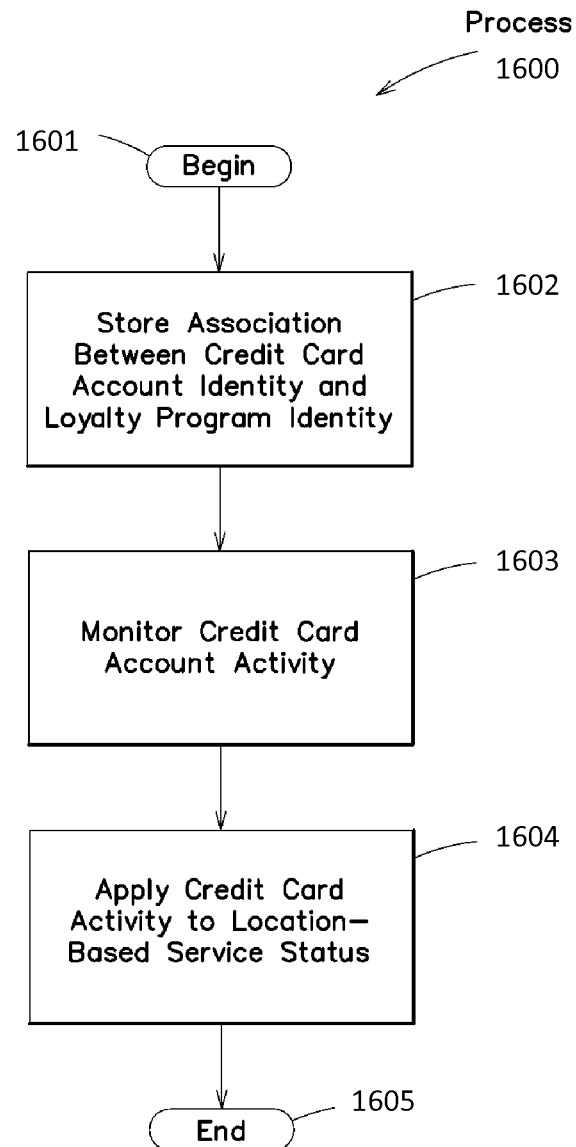 Process
1600
1601
Begin
1602
Store Association
Between Credit Card
Account Identity and
Loyalty Program Identity
1603
Monitor Credit Card
Account Activity
1604
Apply Credit Card
Activity to Location-
Based Service Status
1605
End